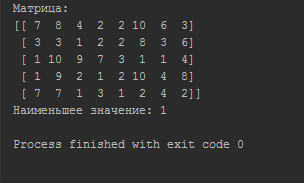 Матрица:
[[ 7  8  4  2  2 10  6  3]
 [ 3  3  1  2  2  8  3  6]
 [ 1 10  9  7  3  1  1  4]
 [ 1  9  2  1  2 10  4  8]
 [ 7  7  1  3  1  2  4  2]]
Наименьшее значение: 1
Process finished with exit code 0